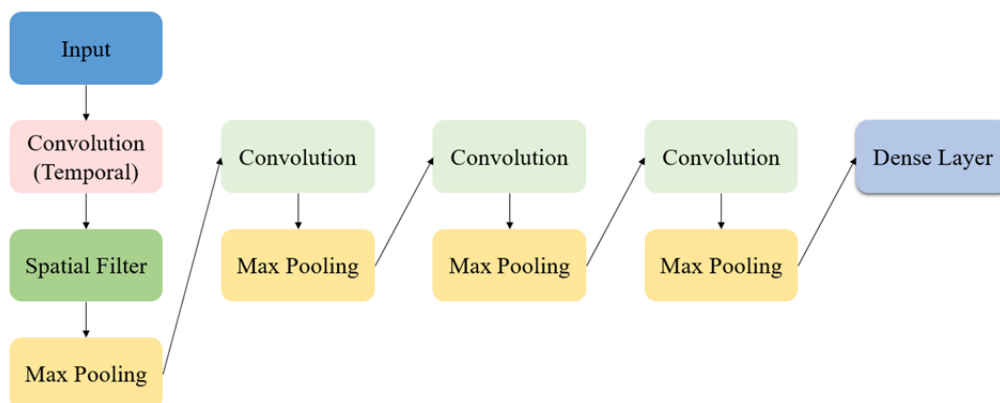 Input
Convolution
(Temporal)
Spatial Filter
Max Pooling
Convolution
Max Pooling
Convolution
Max Pooling
Convolution
Max Pooling
Dense Layer